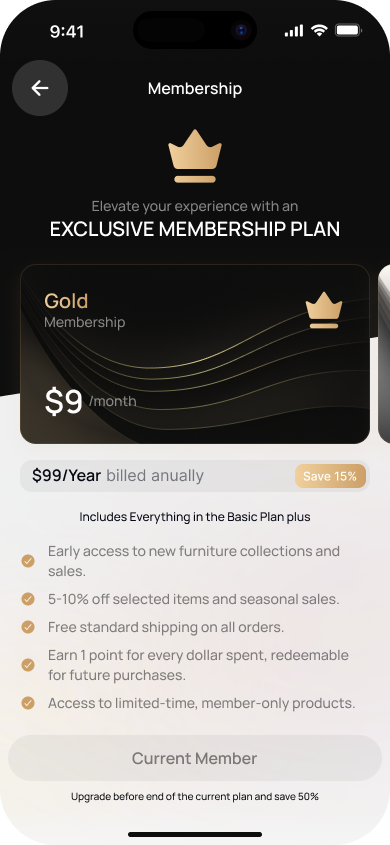 9:41
Membership
Elevate your experience with an
EXCLUSIVE MEMBERSHIP PLAN
Gold
Membership
$9 /month
$99/Year billed anually Save 15%
Includes Everything in the Basic Plan plus
Early access to new furniture collections and
sales.
5-10% off selected items and seasonal sales.
Free standard shipping on all orders.
Earn 1 point for every dollar spent, redeemable
for future purchases.
Access to limited-time, member-only products.
Current Member
Upgrade before end of the current plan and save 50%